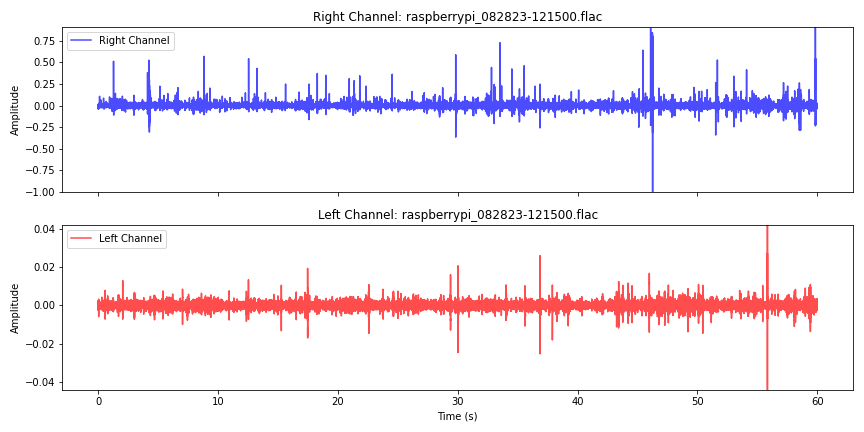 Right Channel: raspberrypi_082823-121500.flac
Right Channel
0.75
0.50
0.25
0.00
−0.25
−0.50
−0.75
−1.00
Amplitude
Left Channel: raspberrypi_082823-121500.flac
Left Channel
0.04
0.02
0.00
−0.02
−0.04
Amplitude
0 10 20 30 40 50 60
Time (s)